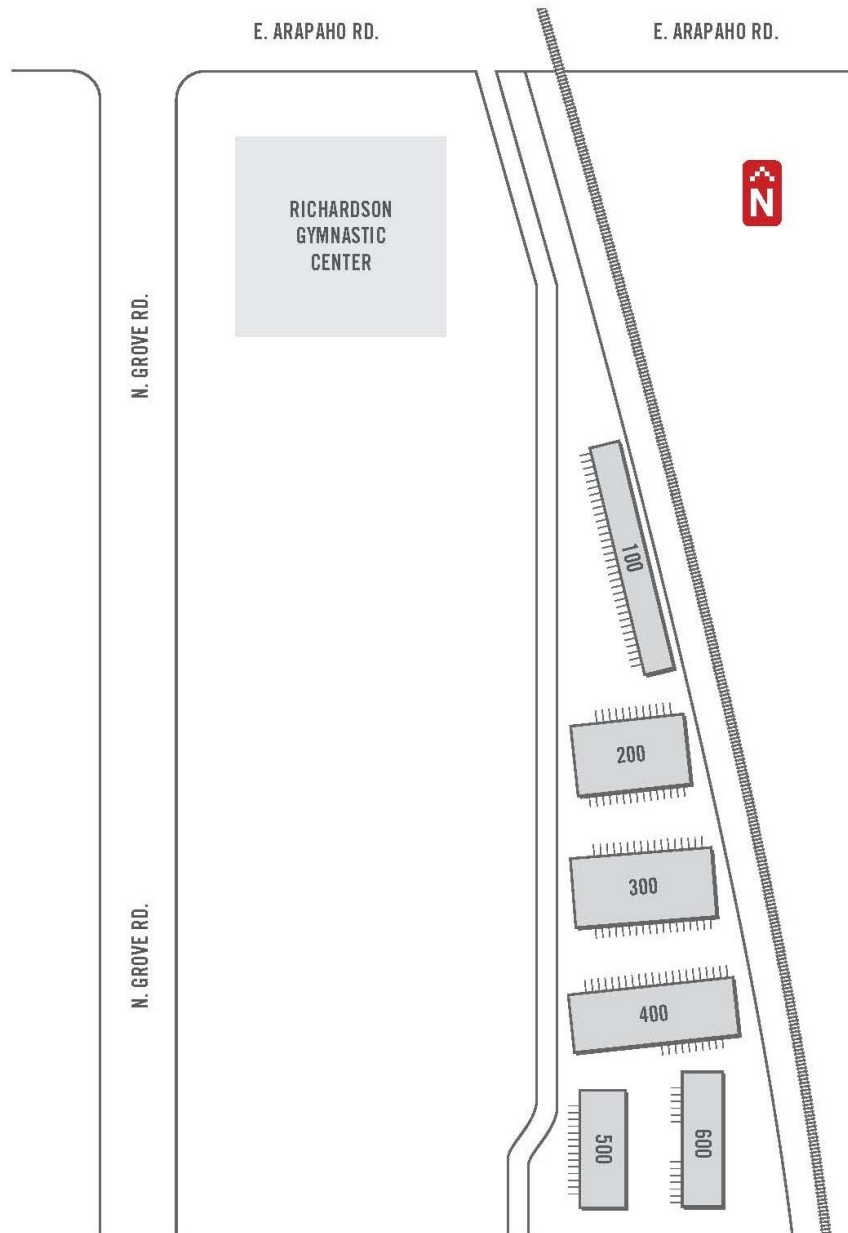 E. ARAPAHO RD.
E. ARAPAHO RD.
N
RICHARDSON
GYMNASTIC
CENTER
N. GROVE RD.
100
200
300
N. GROVE RD.
400
500
600